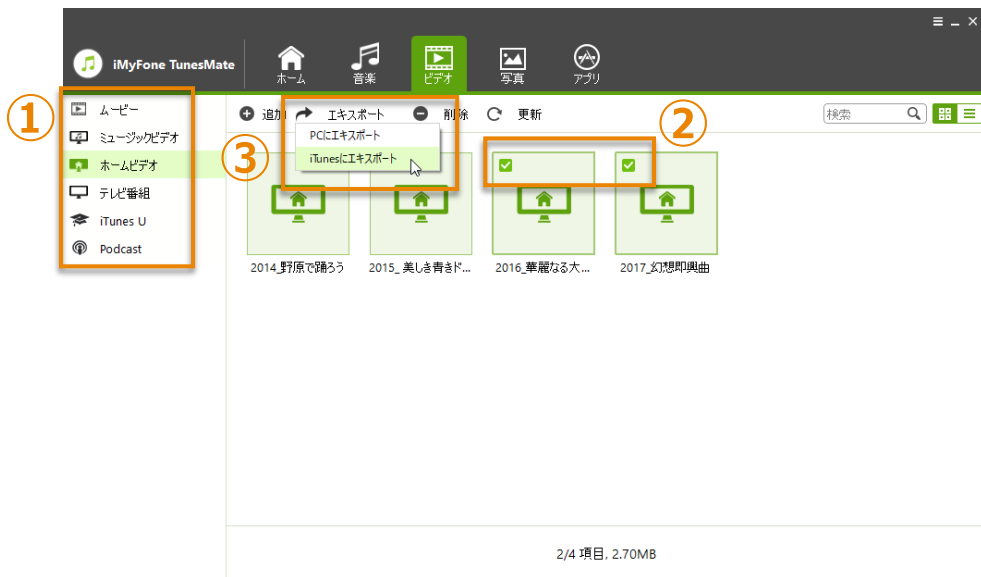 iMyFone TunesMate
ホーム
音楽
ビデオ
写真
アプリ
①
ムービー
ミュージックビデオ
ホームビデオ
テレビ番組
iTunes U
Podcast
追加 エキスポート 削除 更新
検索
②
③
PCにエキスポート
iTunesにエキスポート
2014_野原で踊ろう
2015_ 美しき青きド...
2016_華麗なる大...
2017_幻想即興曲
2/4 項目, 2.70MB